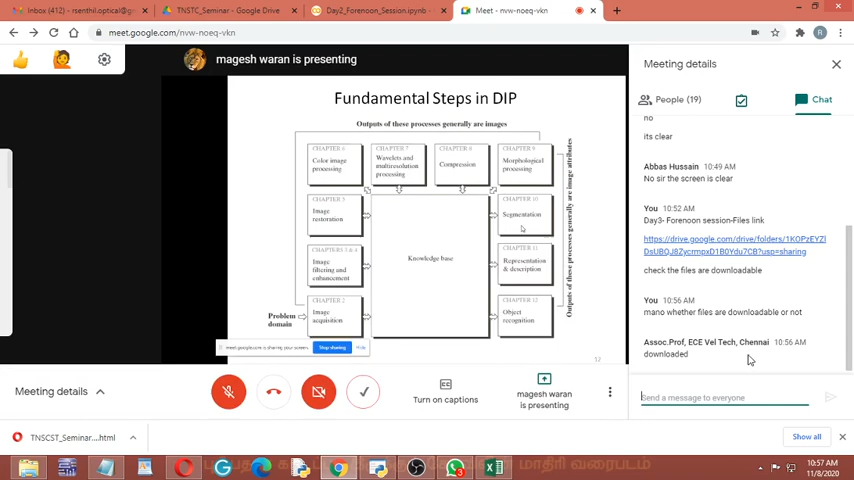 Inbox (412) - rsenthil.optical@g
TNSTC_Seminar - Google Drive
Day2_Forenoon_Session.ipynb -
Meet - nvw-noeq-vkn
meet.google.com/nvw-noeq-vkn
R
magesh waran is presenting
Fundamental Steps in DIP
Outputs of these processes generally are images
CHAPTER 6
Color image
processing
CHAPTER 7
Wavelets and
multiresolution
processing
CHAPTER 8
Compression
CHAPTER 9
Morphological
processing
CHAPTER 5
Image
restoration
CHAPTERS 3 & 4
Image
filtering and
enhancement
CHAPTER 2
Image
acquisition
Problem
domain
Knowledge base
CHAPTER 10
Segmentation
CHAPTER 11
Representation
& description
CHAPTER 12
Object
recognition
Outputs of these processes generally are image attributes
meet.google.com is sharing your screen.
Stop sharing
Hide
Meeting details
People (19)
Chat
no
its clear
Abbas Hussain 10:49 AM
No sir the screen is clear
You 10:52 AM
Day3- Forenoon session-Files link
https://drive.google.com/drive/folders/1KOPzEYZl
DsUBQJ8ZycrmpxD1B0Ydu7CB?usp=sharing
check the files are downloadable
You 10:56 AM
mano whether files are downloadable or not
Assoc.Prof, ECE Vel Tech, Chennai 10:56 AM
downloaded
Send a message to everyone
Meeting details
Turn on captions
magesh waran
is presenting
TNSCST_Seminar....html
Show all
மாதிரி வரைபடம்
10:57 AM
11/8/2020